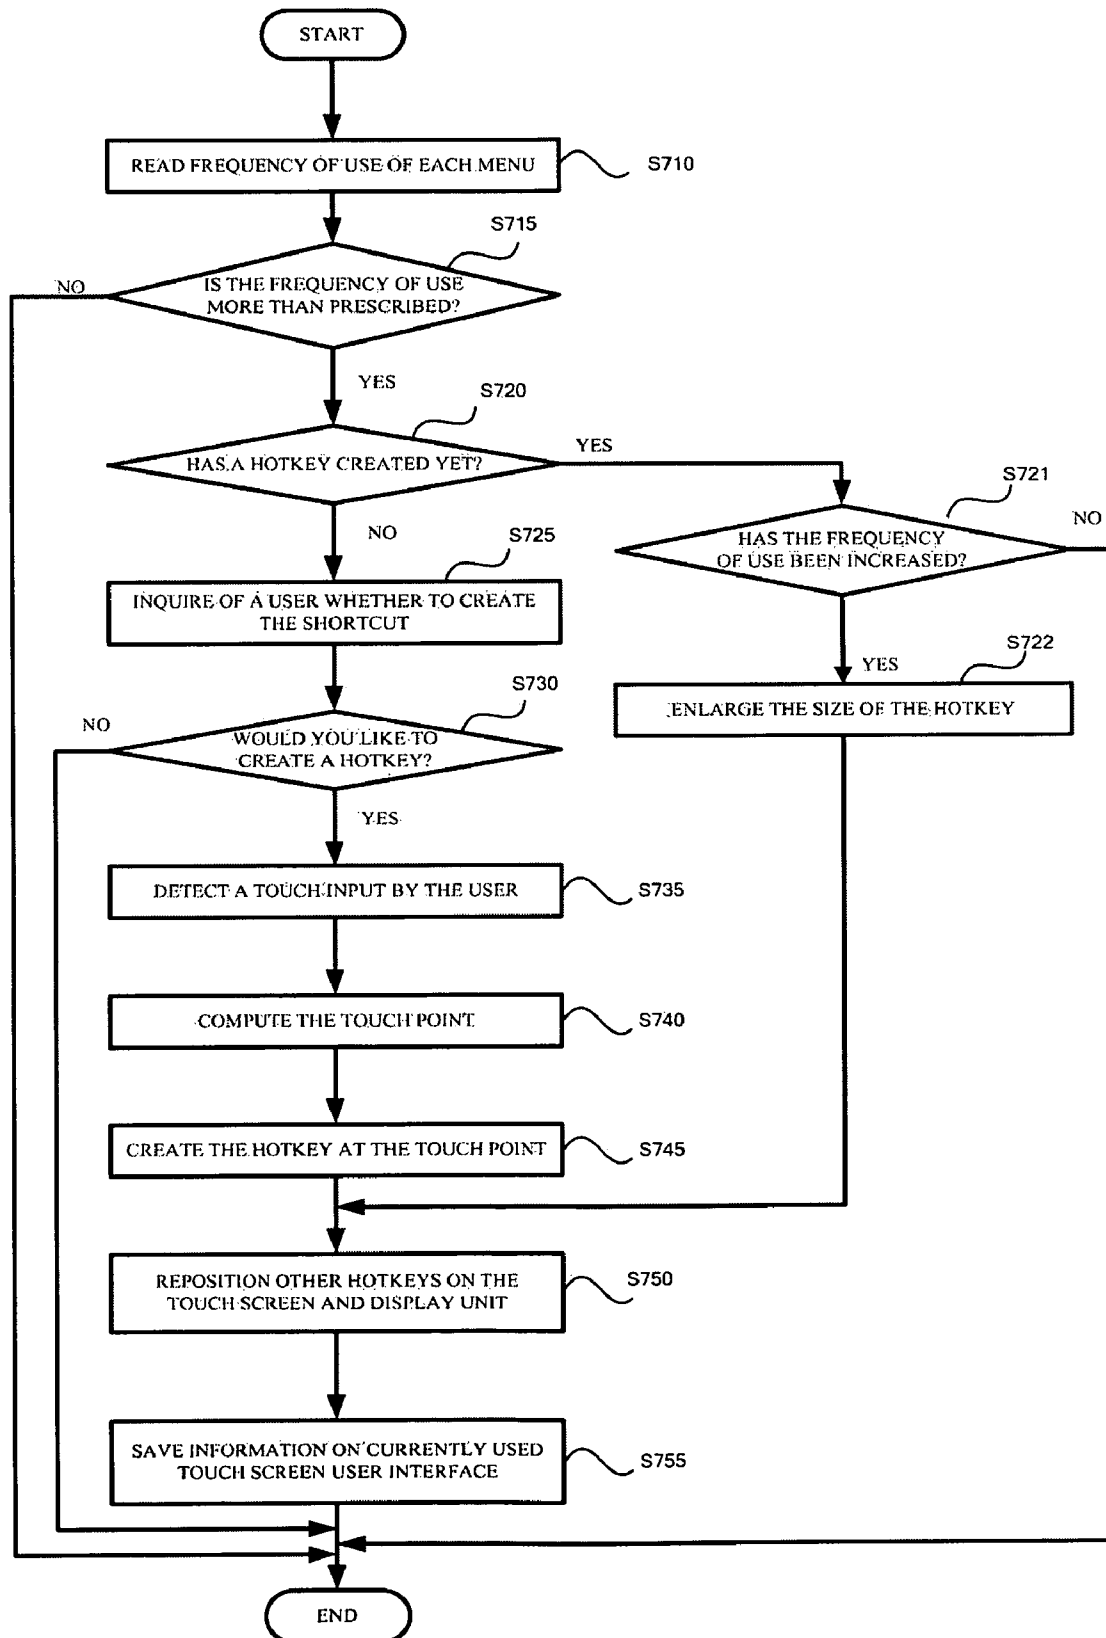 START
READ FREQUENCY OF USE OF EACH MENU
S710
S715
IS THE FREQUENCY OF USE
MORE THAN PRESCRIBED?
NO
YES
S720
HAS A HOTKEY CREATED YET?
YES
S721
HAS THE FREQUENCY
OF USE BEEN INCREASED?
NO
NO
S725
INQUIRE OF A USER WHETHER TO CREATE
THE SHORTCUT
YES
S722
ENLARGE THE SIZE OF THE HOTKEY
S730
NO
WOULD YOU LIKE TO
CREATE A HOTKEY?
YES
DETECT A TOUCH INPUT BY THE USER
S735
COMPUTE THE TOUCH POINT
S740
CREATE THE HOTKEY AT THE TOUCH POINT
S745
REPOSITION OTHER HOTKEYS ON THE
TOUCH SCREEN AND DISPLAY UNIT
S750
SAVE INFORMATION ON CURRENTLY USED
TOUCH SCREEN USER INTERFACE
S755
END